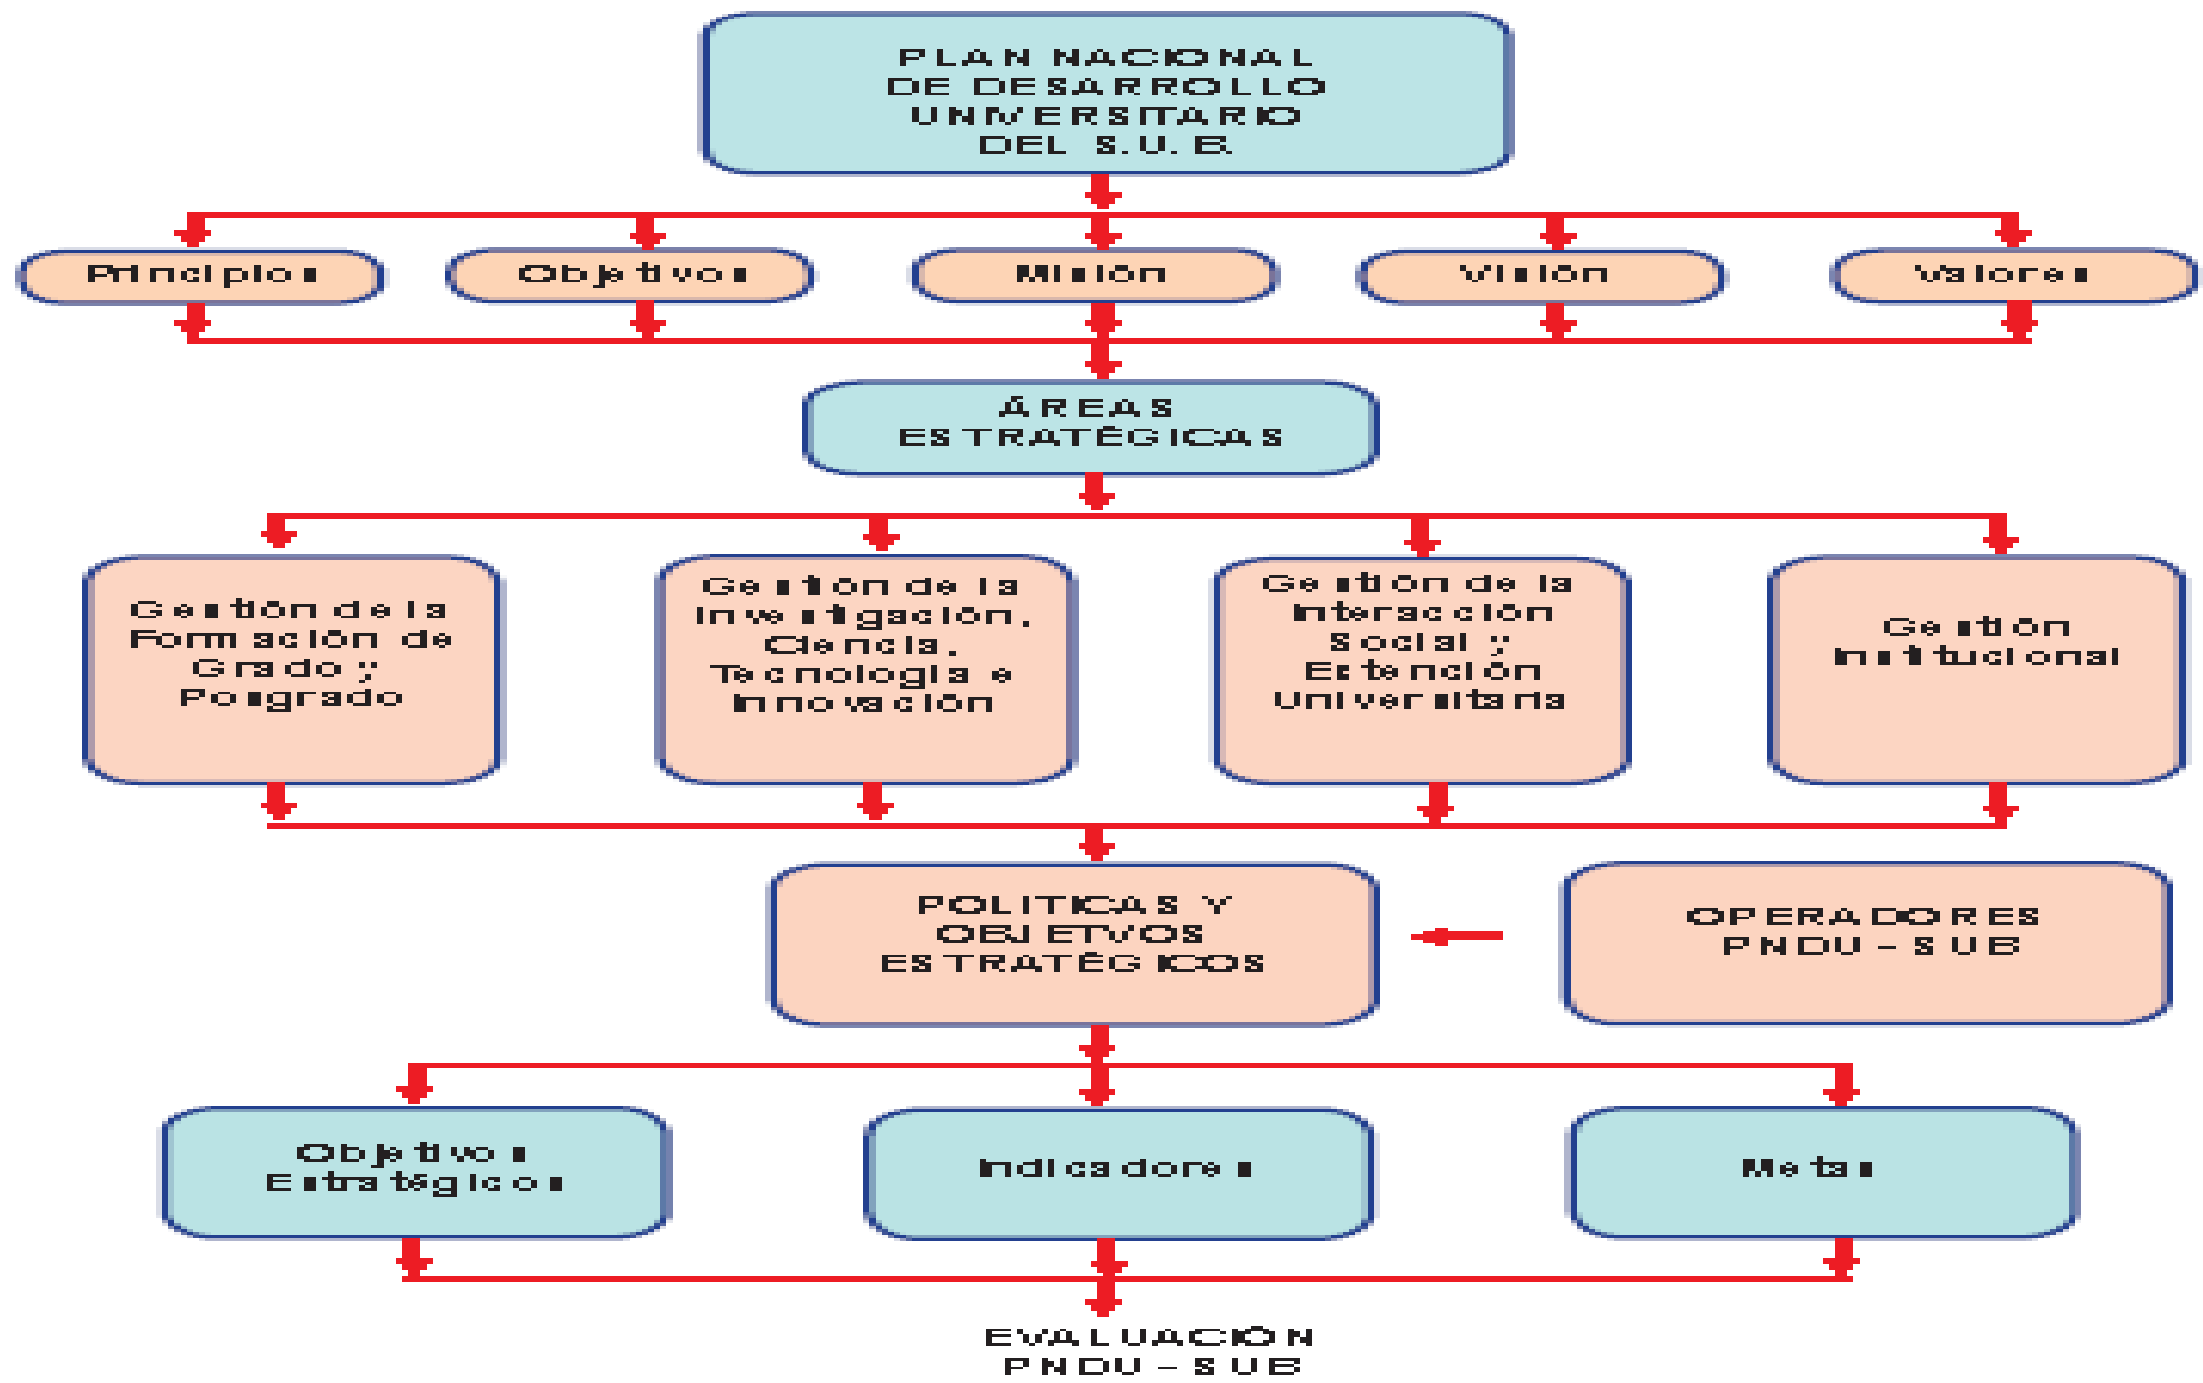 PLAN NACIONAL
DE DESARROLLO
UNIVERSITARIO
DEL S.U.B.
Principios
Objetivos
Misión
Visión
Valores
ÁREAS
ESTRATÉGICAS
Gestión de la
Formación de
Grado y
Posgrado
Gestión de la
Investigación,
Ciencia,
Tecnología e
Innovación
Gestión de la
Interacción
Social y
Extención
Universitaria
Gestión
Institucional
POLITICAS Y
OBJETVOS
ESTRATÉGICOS
OPERADORES
PNDU – SUB
Objetivos
Estratégicos
Indicadores
Metas
EVALUACIÓN
PNDU – SUB